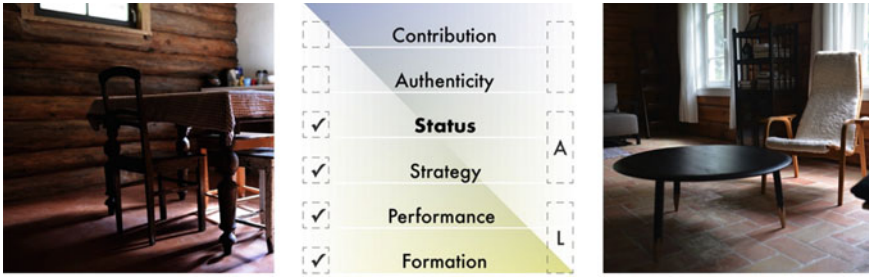 Contribution
Authenticity
✓ Status A
✓ Strategy
✓ Performance L
✓ Formation